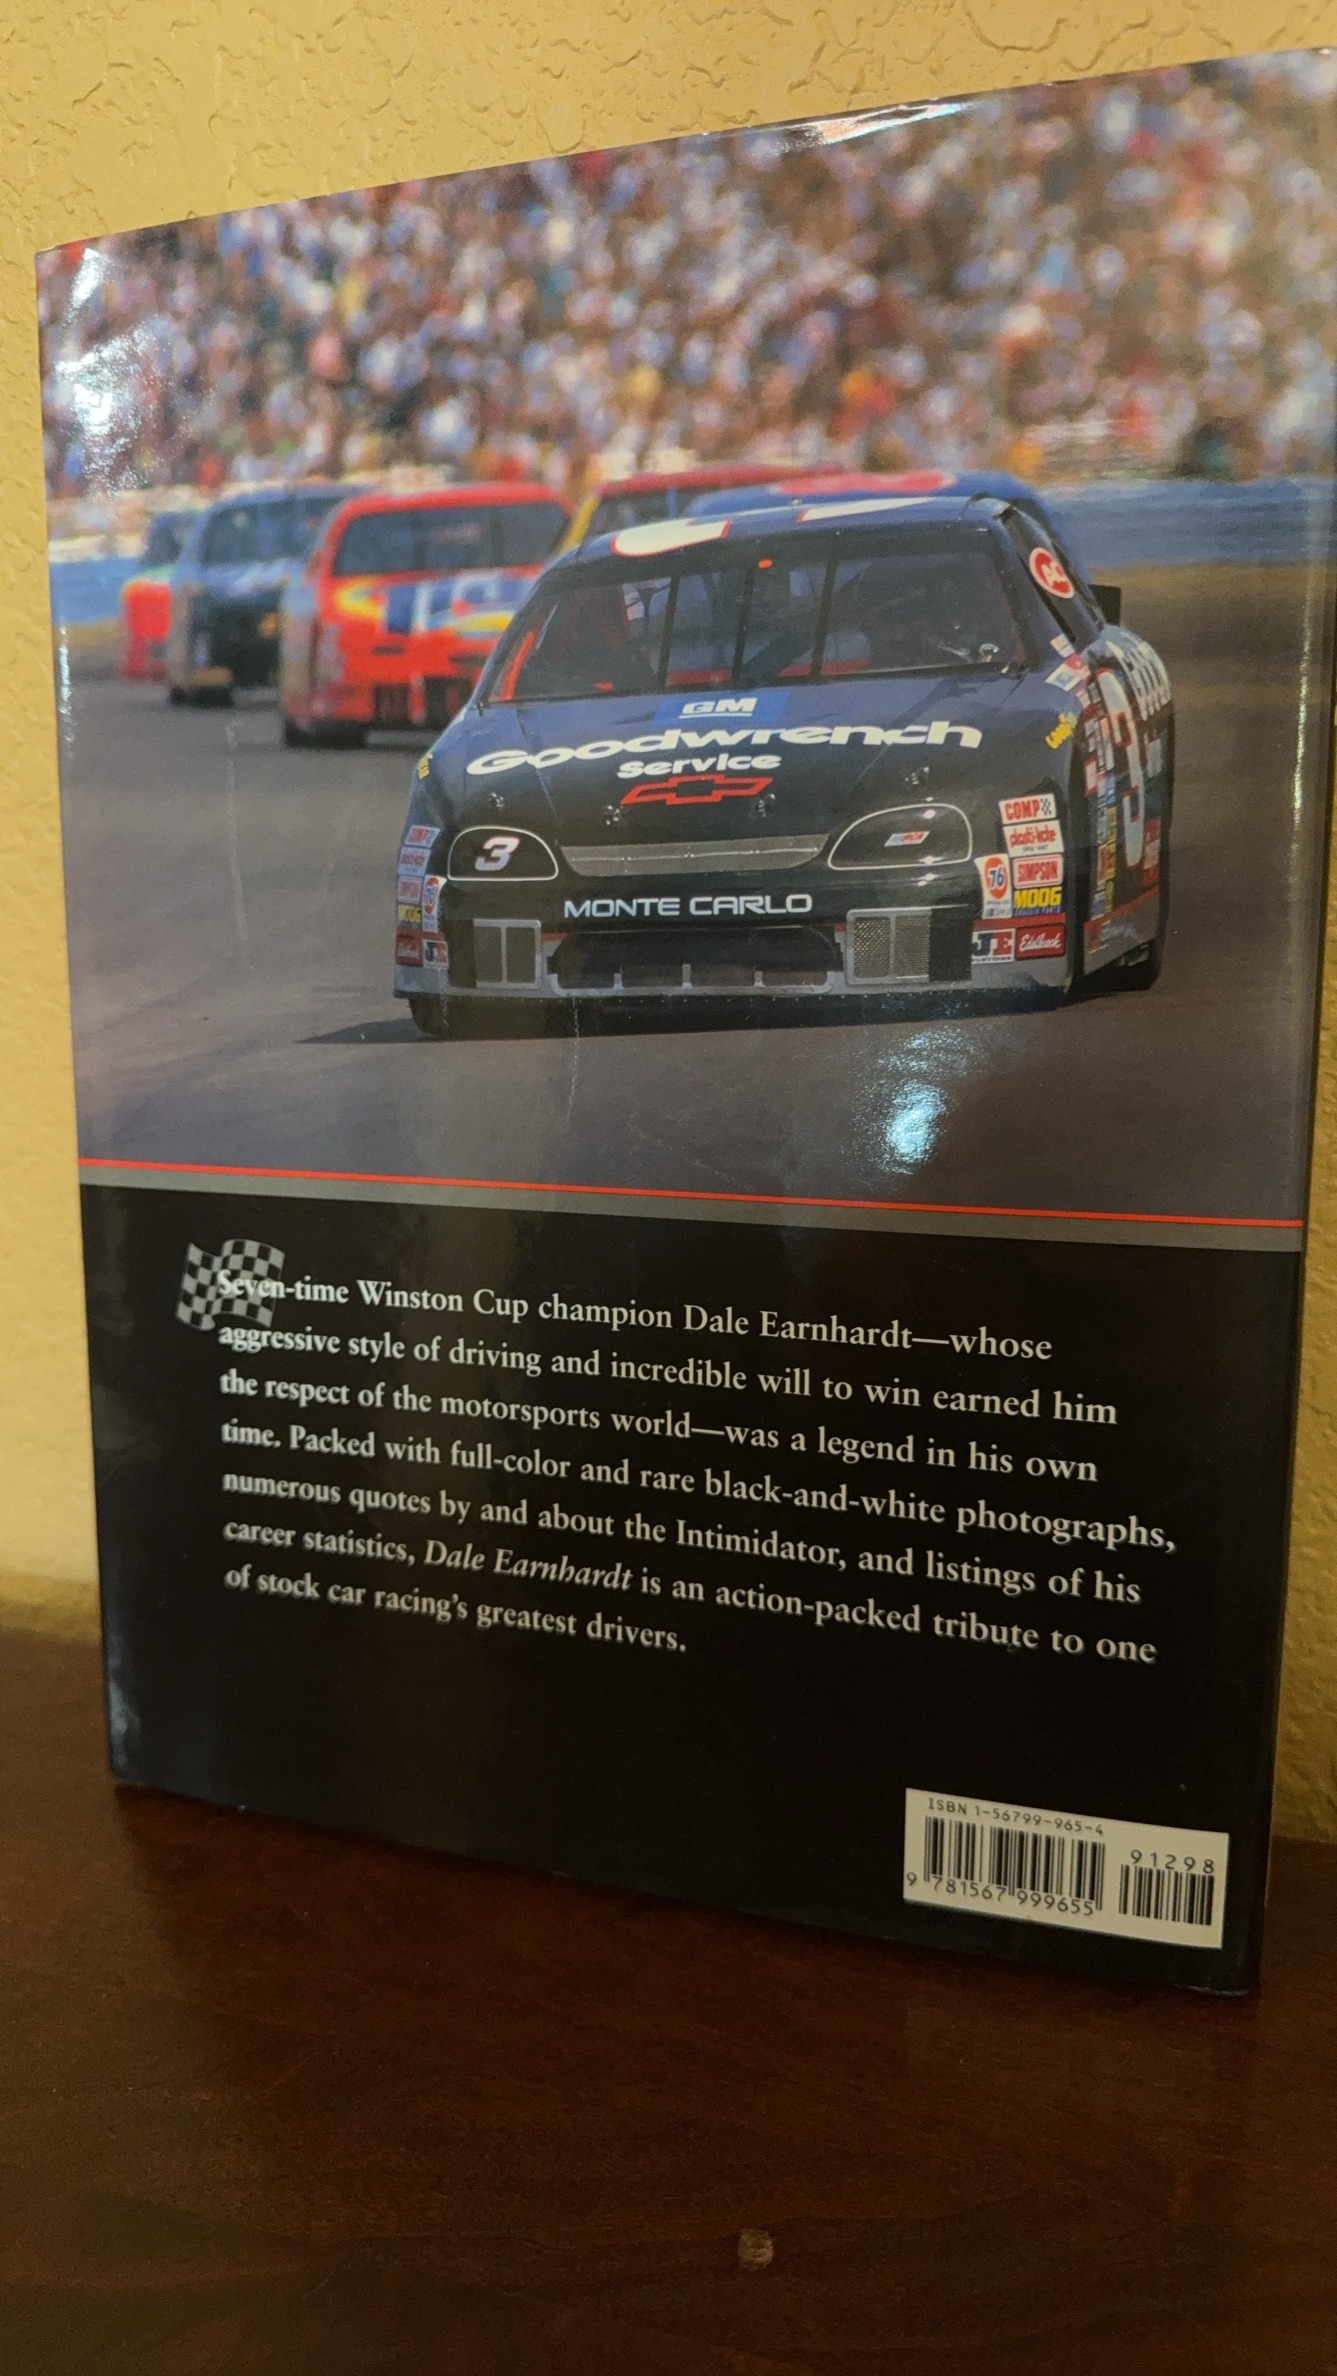 GM
Goodwrench
Service
3
MONTE CARLO
COMP
SIMPSON
76
MOOG
Edelbrock
3
Seven-time Winston Cup champion Dale Earnhardt—whose
aggressive style of driving and incredible will to win earned him
the respect of the motorsports world—was a legend in his own
time. Packed with full-color and rare black-and-white photographs,
numerous quotes by and about the Intimidator, and listings of his
career statistics, Dale Earnhardt is an action-packed tribute to one
of stock car racing's greatest drivers.
ISBN 1-56799-965-4
91298
9 781567 999655